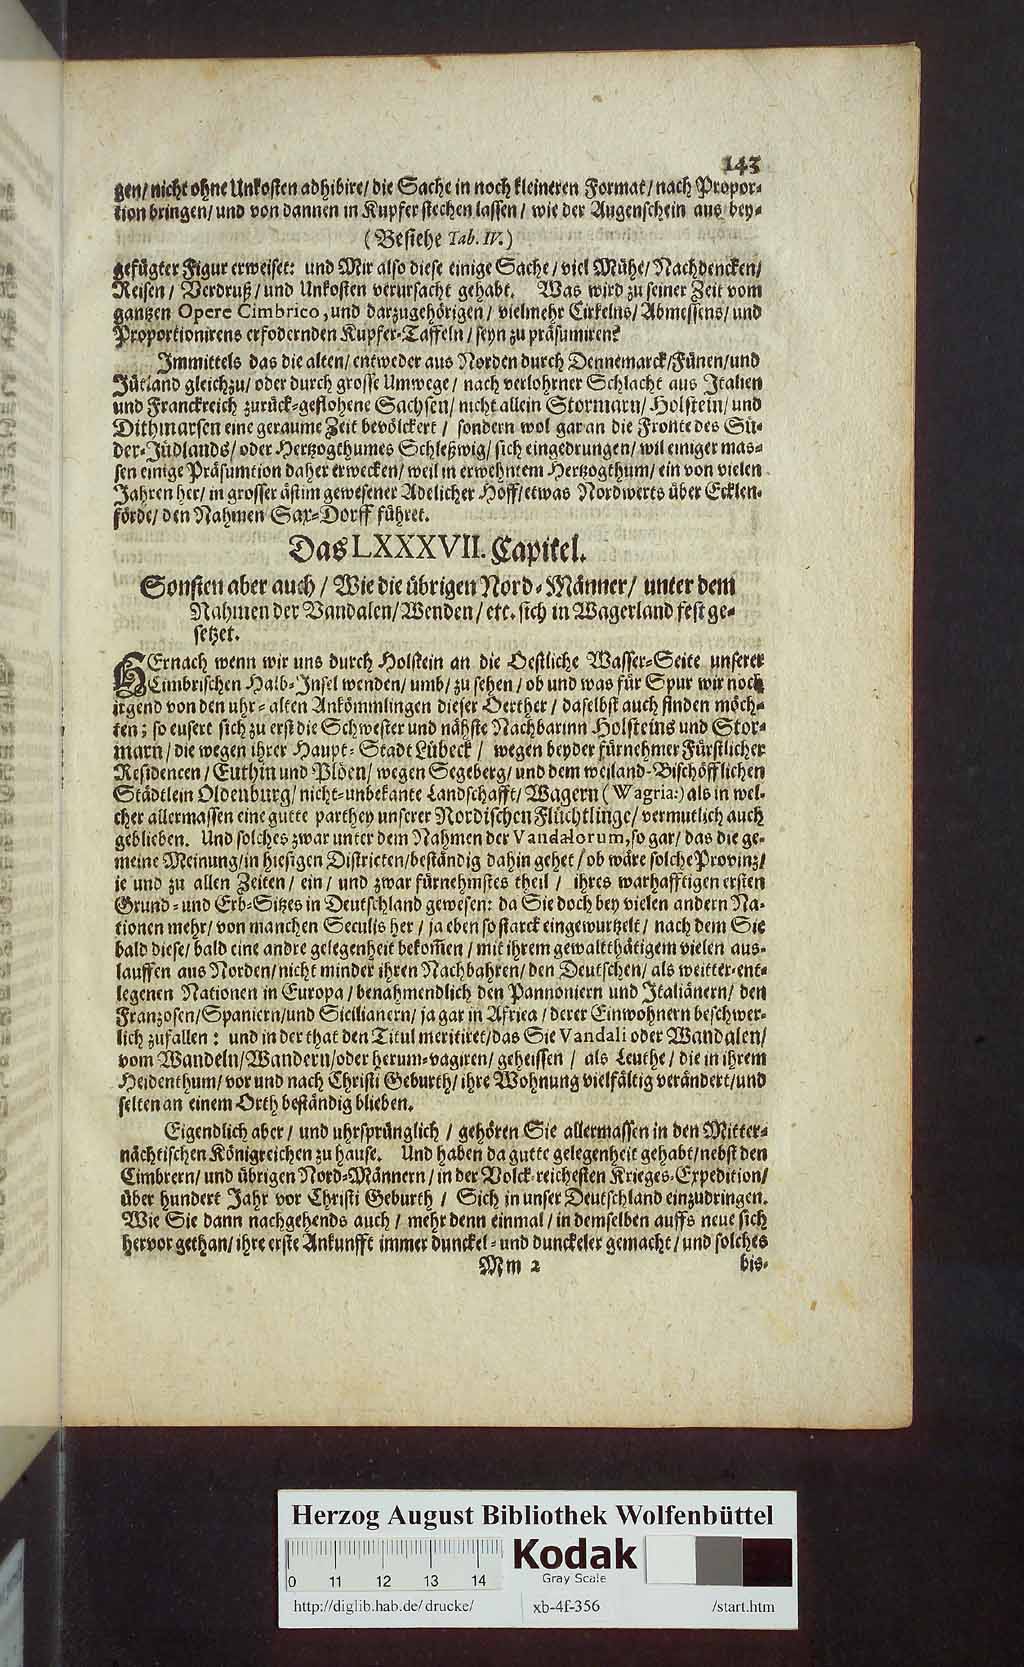 143
gen/ nicht ohne Unkosten adhibire/ die Sache in noch kleineren Format/ nach Propor-
tion bringen/ und von dannen in Kupfer stechen lassen/ wie der Augenschein aus bey-
(Besiehe Tab. IV.)
gefügter Figur erweiset: und Mir also diese einige Sache/ viel Mühe/ Nachdencken/
Reisen/ Verdruß/ und Unkosten verursacht gehabt. Was wird zu seiner Zeit vom
gantzen Opere Cimbrico, und darzugehörigen/ vielmehr Cirkelns/ Abmessens/ und
Proportionirens erfodernden Kupfer-Taffeln/ seyn zu präsumiren?
Immittels das die alten/ entweder aus Norden durch Dennemarck/ Fünen/ und
Jütland gleichzu/ oder durch grosse Umwege/ nach verlohrner Schlacht aus Italien
und Franckreich zurück-geflohene Sachsen/ nicht allein Stormarn/ Holstein/ und
Dithmarsen eine geraume Zeit bevölckert/ sondern wol gar an die Fronte des Sü-
der-Jüdlands/ oder Hertzogthumes Schleßwig/ sich eingedrungen/ wil einiger mas-
sen einige Präsumtion daher erwecken/ weil in erwehntem Hertzogthum/ ein von vielen
Jahren her/ in grosser ästim gewesener Adelicher Hoff/ etwas Nordwerts über Ecklen-
förde/ den Nahmen Sax-Dorff führet.
Das LXXXVII. Capitel.
Sonsten aber auch/ Wie die übrigen Nord-Männer/ unter dem
Nahmen der Vandalen/ Wenden/ ett. sich in Wagerland fest ge-
setzet.
HErnach wenn wir uns durch Holstein an die Oestliche Wasser-Seite unserer
Cimbrischen Halb-Insel wenden/ umb/ zu sehen/ ob und was für Spur wir noch
irgend von den uhr-alten Ankömmlingen dieser Oerther/ daselbst auch finden möch-
ten; so eusert sich zu erst die Schwester und nähste Nachbarinn Holsteins und Stor-
marn/ die wegen ihrer Haupt-Stadt Lübeck/ wegen beyder fürnehmer Fürstlicher
Residencen/ Euthin und Plöen/ wegen Segeberg/ und dem weiland-Bischöfflichen
Städtlein Oldenburg/ nicht-unbekante Landschafft/ Wagern (Wagria:) als in wel-
cher allermassen eine gutte parthey unserer Nordischen Flüchtlinge/ vermutlich auch
geblieben. Und solches zwar unter dem Nahmen der Vandalorum, so gar/ das die ge-
meine Meinung/ in hiesigen Districten/ beständig dahin gehet/ ob wäre solche Provinz/
ie und zu allen Zeiten/ ein/ und zwar fürnehmstes theil/ ihres warhafftigen ersten
Grund- und Erb-Sitzes in Deutschland gewesen: da Sie doch bey vielen andern Na-
tionen mehr/ von manchen Seculis her/ ja eben so starck eingewurtzelt/ nach dem Sie
bald diese/ bald eine andre gelegenheit bekom̃en/ mit ihrem gewaltthätigem vielen aus-
lauffen aus Norden/ nicht minder ihren Nachbahren/ den Deutschen/ als weitter-ent-
legenen Nationen in Europa/ benahmendlich den Pannoniern und Italiänern/ den
Franzosen/ Spaniern/ und Sicilianern/ ja gar in Africa/ derer Einwohnern beschwer-
lich zufallen: und in der that den Titul meritiret/ das Sie Vandali oder Wandalen/
vom Wandeln/ Wandern/ oder herum-vagiren/ geheissen/ als Leuthe/ die in ihrem
Heidenthum/ vor und nach Christi Geburth/ ihre Wohnung vielfältig verändert/ und
selten an einem Orth beständig blieben.
Eigendlich aber/ und uhrsprünglich/ gehören Sie allermassen in den Mitter-
nächtischen Königreichen zu hause. Und haben da gutte gelegenheit gehabt/ nebst den
Cimbrern/ und übrigen Nord-Männern/ in der Volck-reichesten Krieges-Expedition/
über hundert Jahr vor Christi Geburth/ Sich in unser Deutschland einzudringen.
Wie Sie dann nachgehends auch/ mehr denn einmal/ in demselben auffs neue sich
hervor gethan/ ihre erste Ankunfft immer dunckel- und dunckeler gemacht/ und solches
Mm 2
bis-
Herzog August Bibliothek Wolfenbüttel
0 11 12 13 14
Kodak
Gray Scale
http://diglib.hab.de/drucke/ xb-4f-356 /start.htm